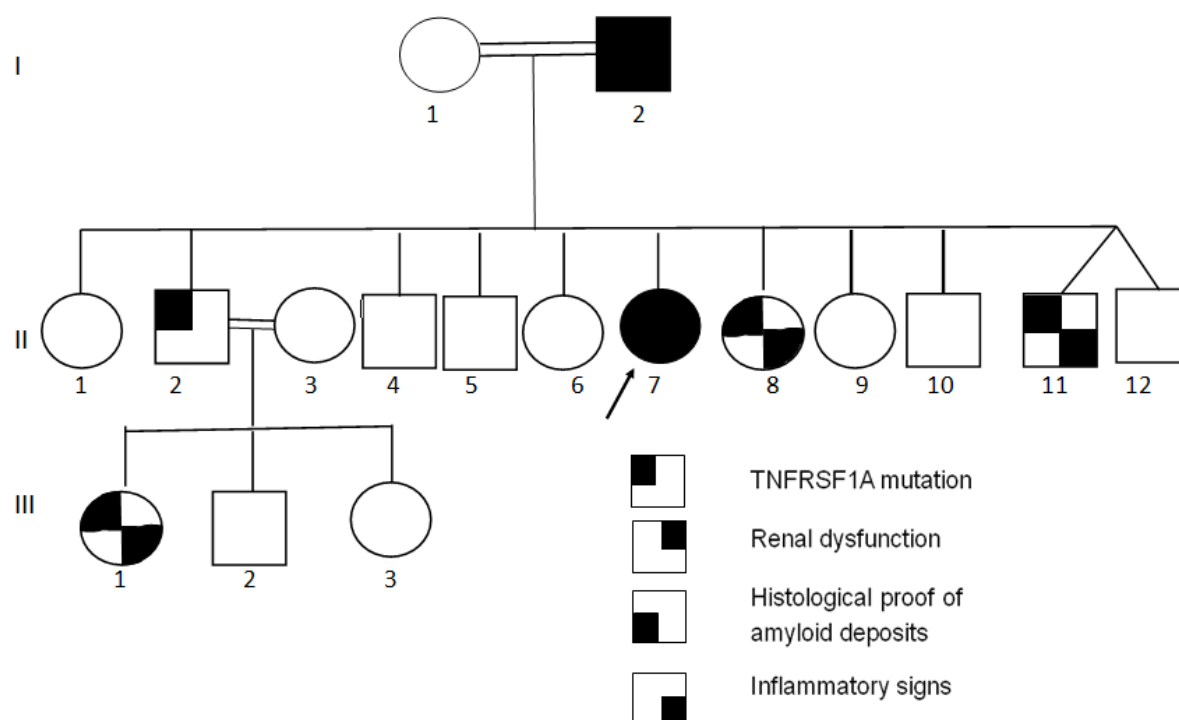 I
1 2
II
1 2 3 4 5 6 7 8 9 10 11 12
III
1 2 3
TNFRSF1A mutation
Renal dysfunction
Histological proof of
amyloid deposits
Inflammatory signs